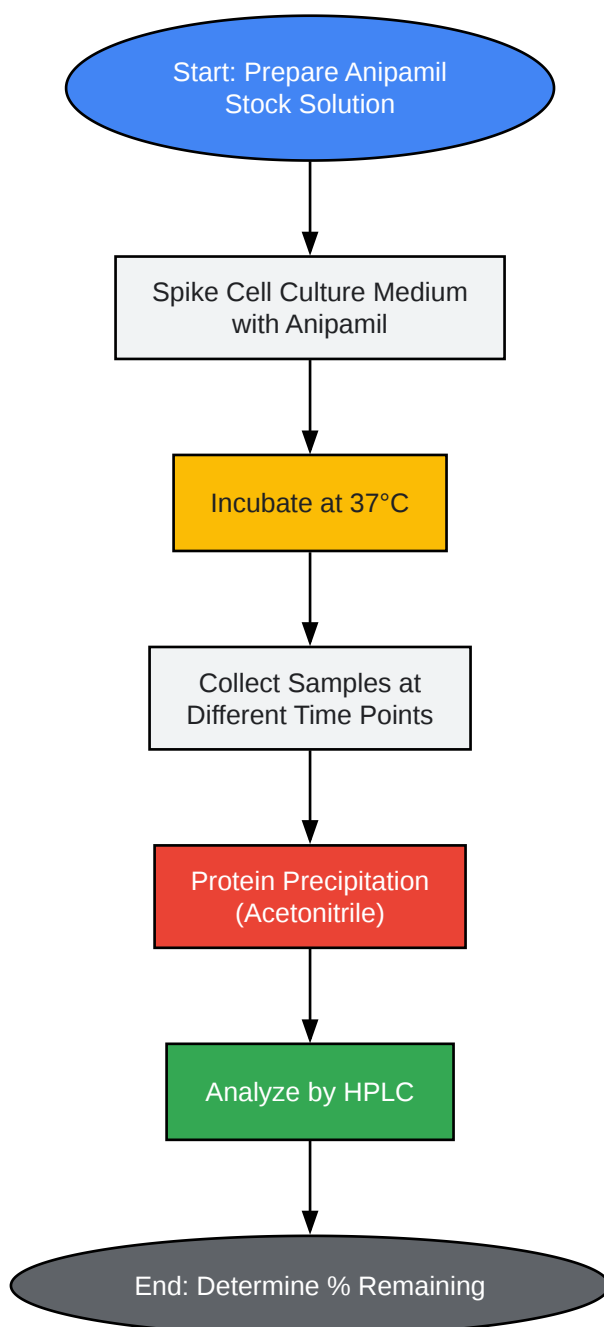 Start: Prepare Anipamil
Stock Solution
Spike Cell Culture Medium
with Anipamil
Incubate at 37°C
Collect Samples at
Different Time Points
Protein Precipitation
(Acetonitrile)
Analyze by HPLC
End: Determine % Remaining